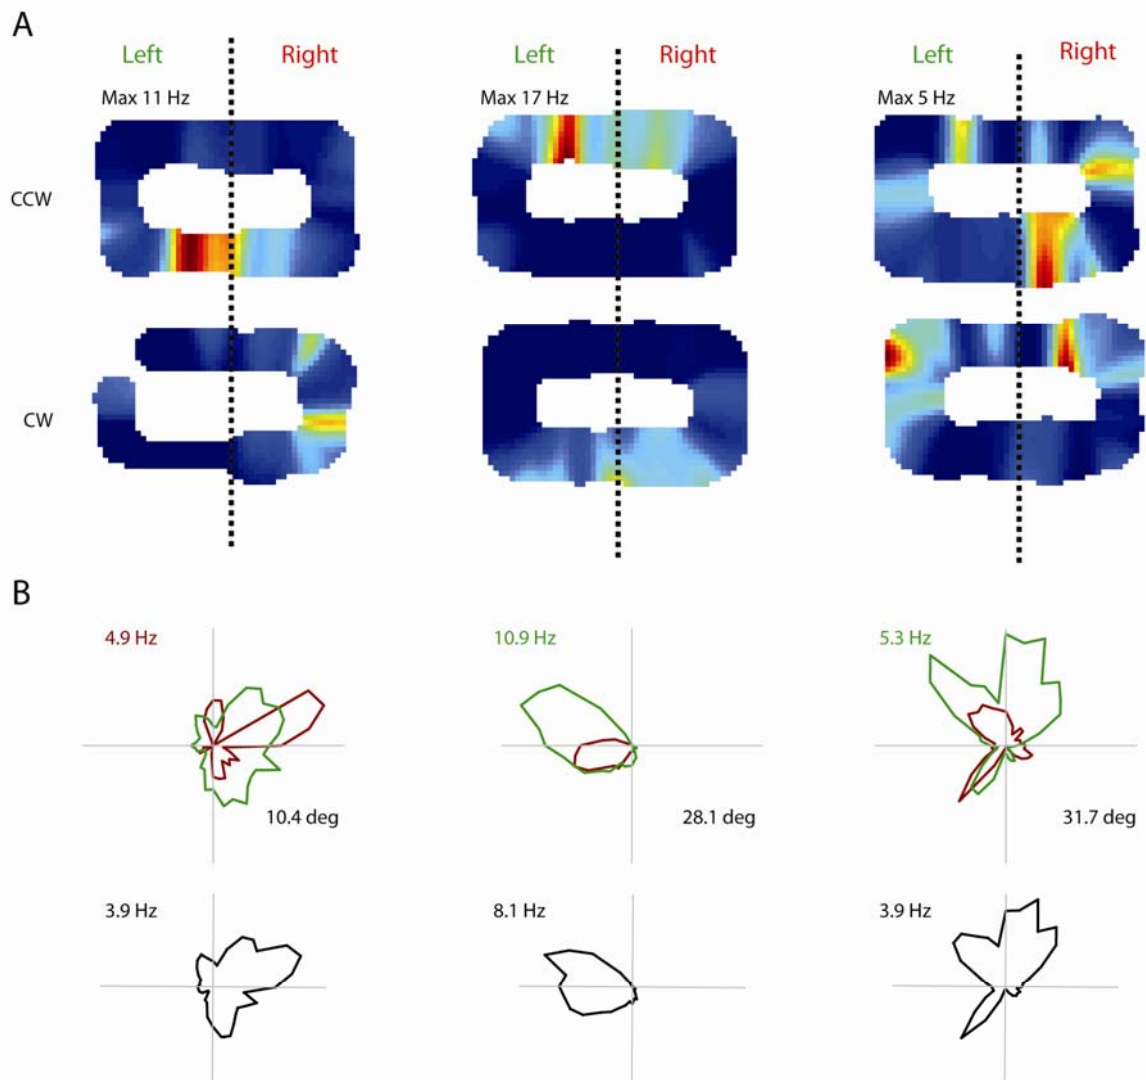 A
Left Right Left Right Left Right
Max 11 Hz Max 17 Hz Max 5 Hz
CCW
CW
B
4.9 Hz 10.9 Hz 5.3 Hz
10.4 deg 28.1 deg 31.7 deg
3.9 Hz 8.1 Hz 3.9 Hz